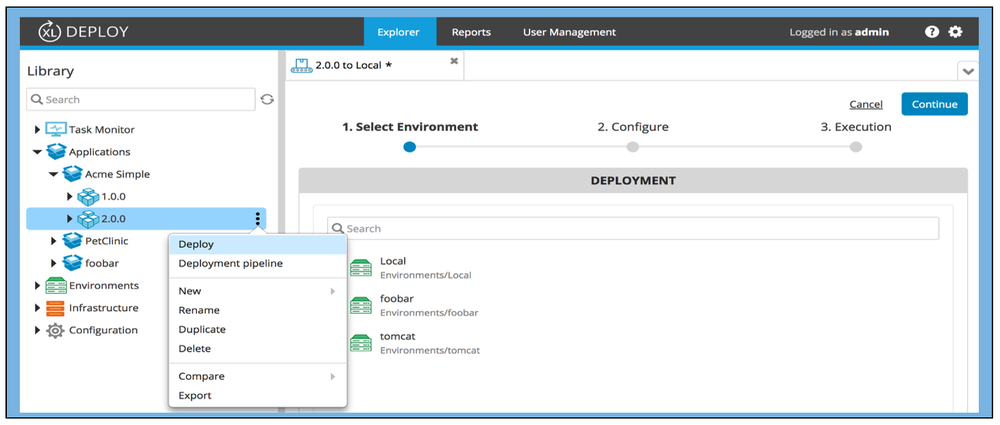 XL DEPLOY
Explorer
Reports
User Management
Logged in as admin
?
Library
Search
Task Monitor
Applications
Acme Simple
1.0.0
2.0.0
PetClinic
foobar
Environments
Infrastructure
Configuration
Deploy
Deployment pipeline
New
Rename
Duplicate
Delete
Compare
Export
2.0.0 to Local *
Cancel
Continue
1. Select Environment
2. Configure
3. Execution
DEPLOYMENT
Search
Local
Environments/Local
foobar
Environments/foobar
tomcat
Environments/tomcat